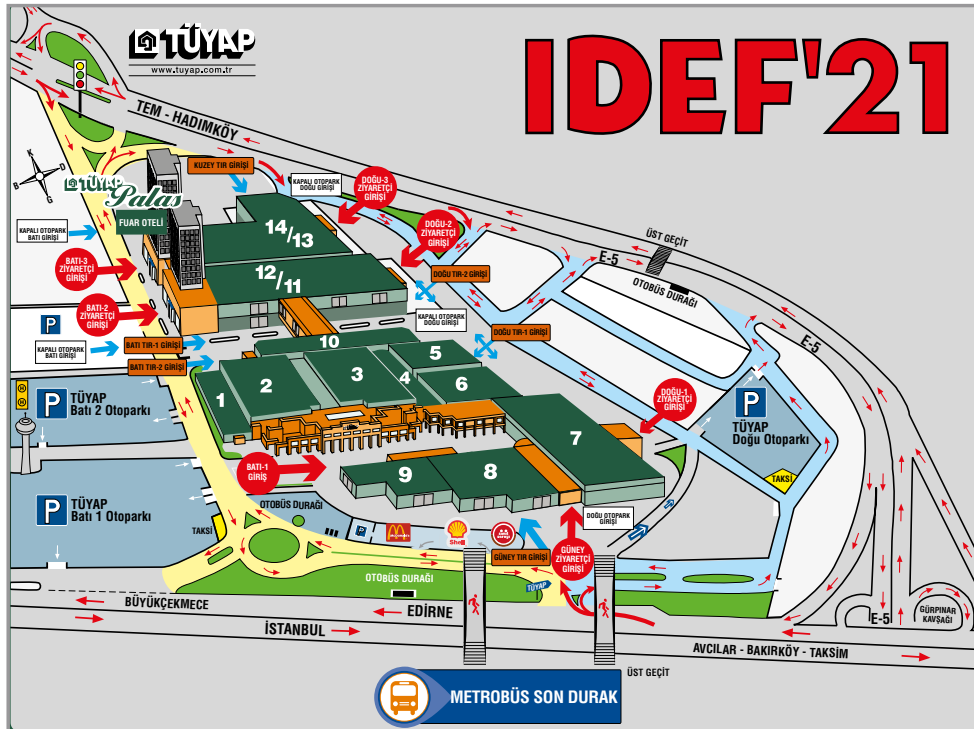 TÜYAP
www.tuyap.com.tr
IDEF'21
TEM - HADIMKÖY
K
D
B
G
TÜYAP
Palas
FUAR OTELİ
KUZEY TIR GİRİŞİ
KAPALI OTOPARK
DOĞU GİRİŞİ
DOĞU-3
ZİYARETÇİ
GİRİŞİ
DOĞU-2
ZİYARETÇİ
GİRİŞİ
KAPALI OTOPARK
BATI GİRİŞİ
14/13
ÜST GEÇİT
E-5
BATI-3
ZİYARETÇİ
GİRİŞİ
12/11
DOĞU TIR-2 GİRİŞİ
OTOBÜS DURAĞI
BATI-2
ZİYARETÇİ
GİRİŞİ
KAPALI OTOPARK
DOĞU GİRİŞİ
P
DOĞU TIR-1 GİRİŞİ
E-5
KAPALI OTOPARK
BATI GİRİŞİ
BATI TIR-1 GİRİŞİ
BATI TIR-2 GİRİŞİ
10
5
1
2
3
4
6
7
P
TÜYAP
Batı 2 Otoparkı
DOĞU-1
ZİYARETÇİ
GİRİŞİ
P
TÜYAP
Doğu Otoparkı
BATI-1
GİRİŞ
9
8
TAKSİ
P
TÜYAP
Batı 1 Otoparkı
OTOBÜS DURAĞI
DOĞU OTOPARK
GİRİŞİ
TAKSİ
P
McDonald's
Shell
GÜNEY TIR GİRİŞİ
GÜNEY
ZİYARETÇİ
GİRİŞİ
OTOBÜS DURAĞI
TÜYAP
BÜYÜKÇEKMECE
EDİRNE
İSTANBUL
E-5
GÜRPINAR
KAVŞAĞI
AVCILAR - BAKIRKÖY - TAKSİM
ÜST GEÇİT
METROBÜS SON DURAK